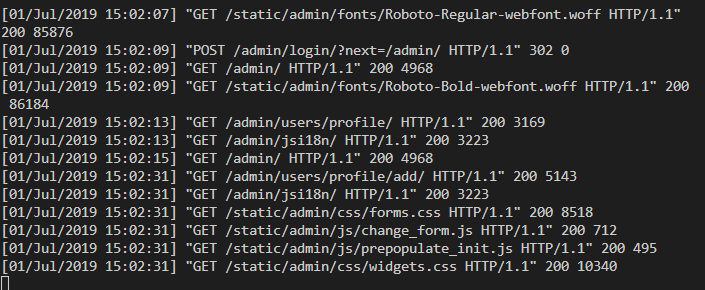 [01/Jul/2019 15:02:07] "GET /static/admin/fonts/Roboto-Regular-webfont.woff HTTP/1.1"
200 85876
[01/Jul/2019 15:02:09] "POST /admin/login/?next=/admin/ HTTP/1.1" 302 0
[01/Jul/2019 15:02:09] "GET /admin/ HTTP/1.1" 200 4968
[01/Jul/2019 15:02:09] "GET /static/admin/fonts/Roboto-Bold-webfont.woff HTTP/1.1" 200
86184
[01/Jul/2019 15:02:13] "GET /admin/users/profile/ HTTP/1.1" 200 3169
[01/Jul/2019 15:02:13] "GET /admin/jsi18n/ HTTP/1.1" 200 3223
[01/Jul/2019 15:02:15] "GET /admin/ HTTP/1.1" 200 4968
[01/Jul/2019 15:02:31] "GET /admin/users/profile/add/ HTTP/1.1" 200 5143
[01/Jul/2019 15:02:31] "GET /admin/jsi18n/ HTTP/1.1" 200 3223
[01/Jul/2019 15:02:31] "GET /static/admin/css/forms.css HTTP/1.1" 200 8518
[01/Jul/2019 15:02:31] "GET /static/admin/js/change_form.js HTTP/1.1" 200 712
[01/Jul/2019 15:02:31] "GET /static/admin/js/prepopulate_init.js HTTP/1.1" 200 495
[01/Jul/2019 15:02:31] "GET /static/admin/css/widgets.css HTTP/1.1" 200 10340